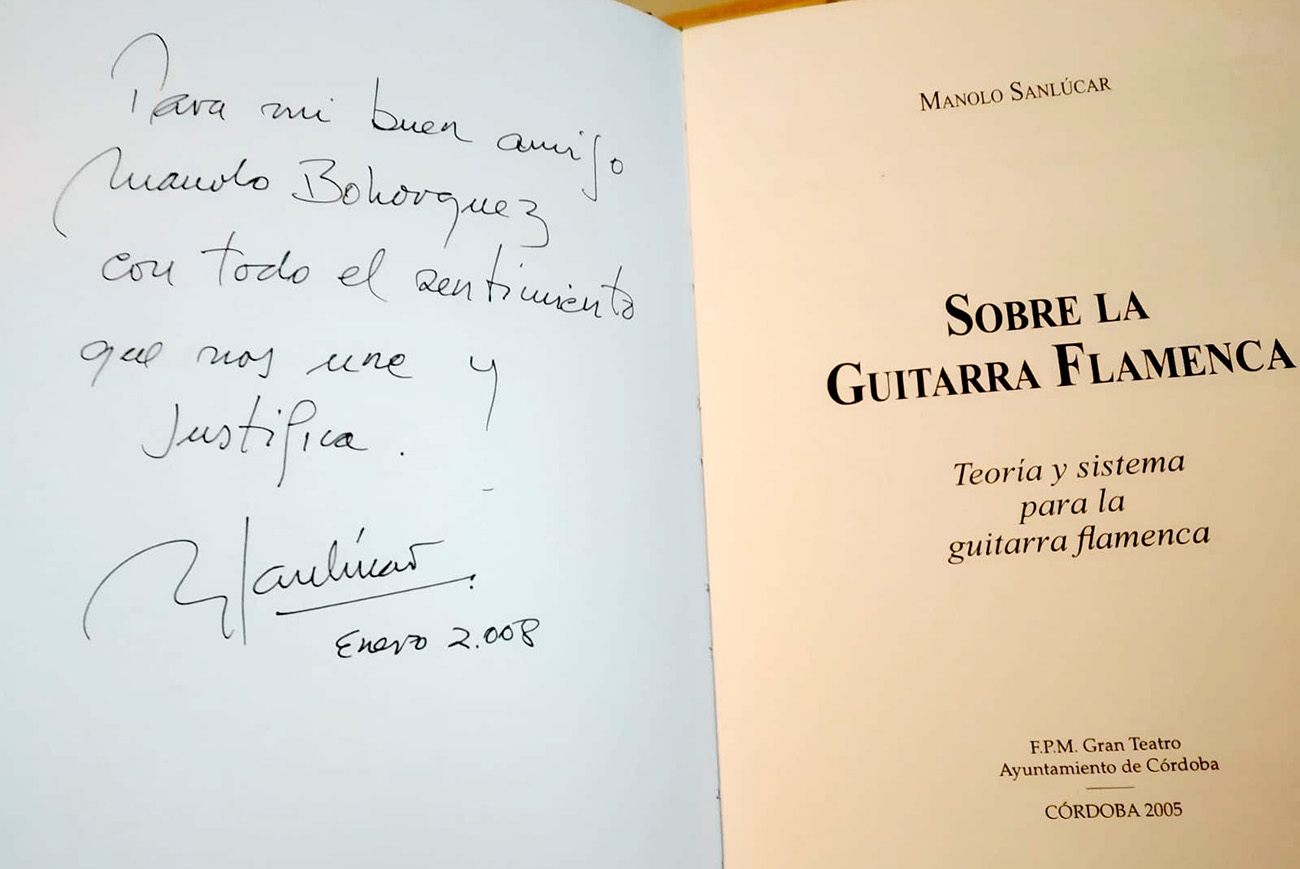 Para mi buen amigo
Manolo Bohorquez
con todo el sentimiento
que nos une y
Justifica.
M Sanlúcar
Enero 2.008
MANOLO SANLÚCAR
SOBRE LA
GUITARRA FLAMENCA
Teoría y sistema
para la
guitarra flamenca
F.P.M. Gran Teatro
Ayuntamiento de Córdoba
CÓRDOBA 2005